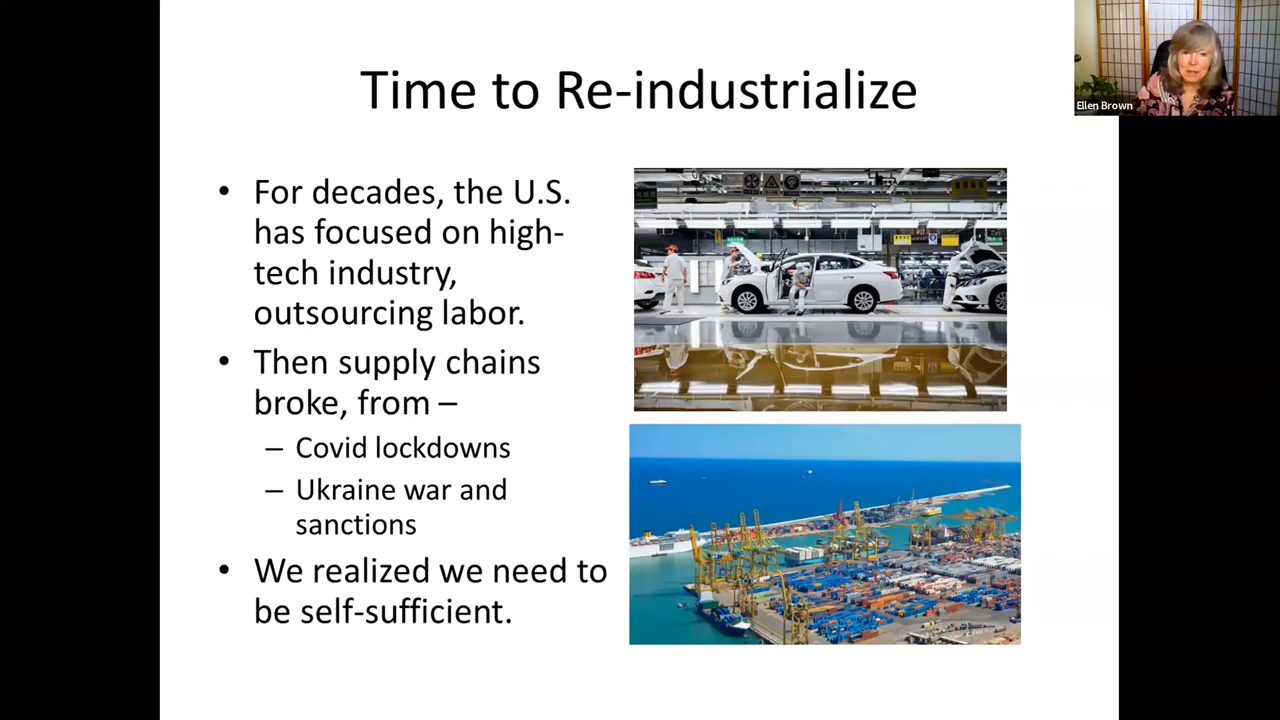 Time to Re-industrialize
Ellen Brown
• For decades, the U.S.
has focused on high-
tech industry,
outsourcing labor.
• Then supply chains
broke, from –
– Covid lockdowns
– Ukraine war and
sanctions
• We realized we need to
be self-sufficient.